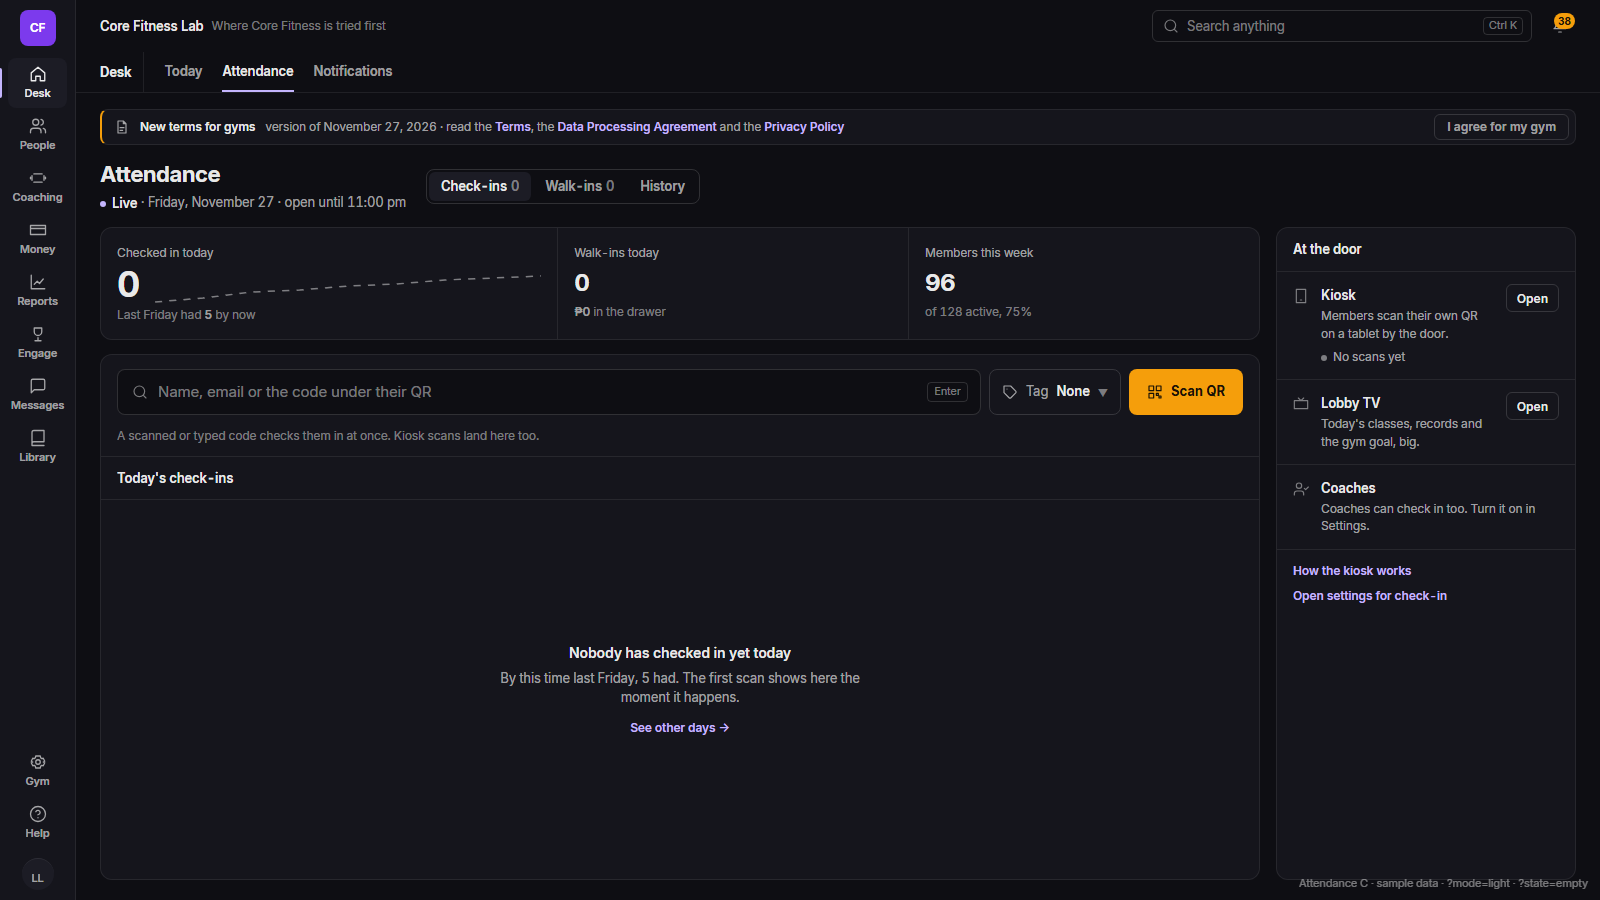 CF
Core Fitness Lab Where Core Fitness is tried first
Search anything Ctrl K
38
Desk
People
Coaching
Money
Reports
Engage
Messages
Library
Gym
Help
LL
Desk Today Attendance Notifications
New terms for gyms version of November 27, 2026 · read the Terms, the Data Processing Agreement and the Privacy Policy
I agree for my gym
Attendance
Live · Friday, November 27 · open until 11:00 pm
Check-ins 0 Walk-ins 0 History
Checked in today
0
Last Friday had 5 by now
Walk-ins today
0
₱0 in the drawer
Members this week
96
of 128 active, 75%
Name, email or the code under their QR Enter
Tag None
Scan QR
A scanned or typed code checks them in at once. Kiosk scans land here too.
Today's check-ins
Nobody has checked in yet today
By this time last Friday, 5 had. The first scan shows here the
moment it happens.
See other days →
At the door
Kiosk
Open
Members scan their own QR
on a tablet by the door.
No scans yet
Lobby TV
Open
Today's classes, records and
the gym goal, big.
Coaches
Coaches can check in too. Turn it on in
Settings.
How the kiosk works
Open settings for check-in
Attendance C · sample data · ?mode=light · ?state=empty